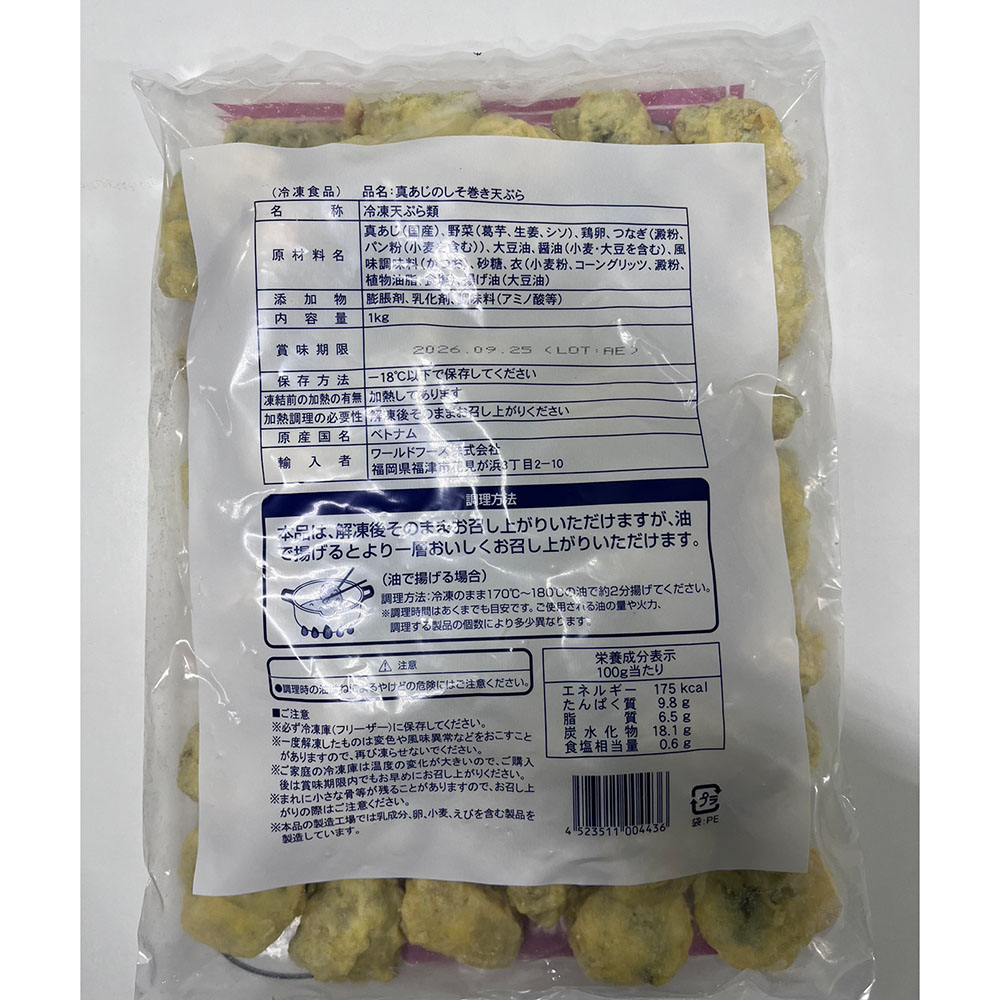 (冷凍食品) 品名:真あじのしそ巻き天ぷら
名称 冷凍天ぷら類
原材料名 真あじ(国産)、野菜(葛芋、生姜、シソ)、鶏卵、つなぎ(澱粉、
パン粉(小麦を含む))、大豆油、醤油(小麦・大豆を含む)、風
味調味料(かつお)、砂糖、衣(小麦粉、コーングリッツ、澱粉、
植物油脂、食塩)、揚げ油(大豆油)
添加物 膨脹剤、乳化剤、調味料(アミノ酸等)
内容量 1kg
賞味期限 2026.09.25 (LOT:AE)
保存方法 -18℃以下で保存してください
凍結前の加熱の有無 加熱してあります
加熱調理の必要性 解凍後そのままお召し上がりください
原産国名 ベトナム
輸入者 ワールドフーズ株式会社
福岡県福津市花見が浜3丁目2-10
調理方法
本品は、解凍後そのままお召し上がりいただけますが、油
で揚げるとより一層おいしくお召し上がりいただけます。
(油で揚げる場合)
調理方法:冷凍のまま170℃~180℃の油で約2分揚げてください。
※調理時間はあくまでも目安です。ご使用される油の量や火力、
調理する製品の個数により多少異なります。
⚠ 注意
●調理時の油はねによるやけどの危険にはご注意ください。
■ご注意
※必ず冷凍庫(フリーザー)に保存してください。
※一度解凍したものは変色や風味異常などをおこすこと
がありますので、再び凍らせないでください。
※ご家庭の冷凍庫は温度の変化が大きいので、ご購入
後は賞味期限内でもお早めにお召し上がりください。
※まれに小さな骨等が残ることがありますので、お召し上
がりの際はご注意ください。
※本品の製造工場では乳成分、卵、小麦、えびを含む製品を
製造しています。
栄養成分表示
100g当たり
エネルギー 175 kcal
たんぱく質 9.8 g
脂質 6.5 g
炭水化物 18.1 g
食塩相当量 0.6 g
4 523511 004436
プラ
袋:PE